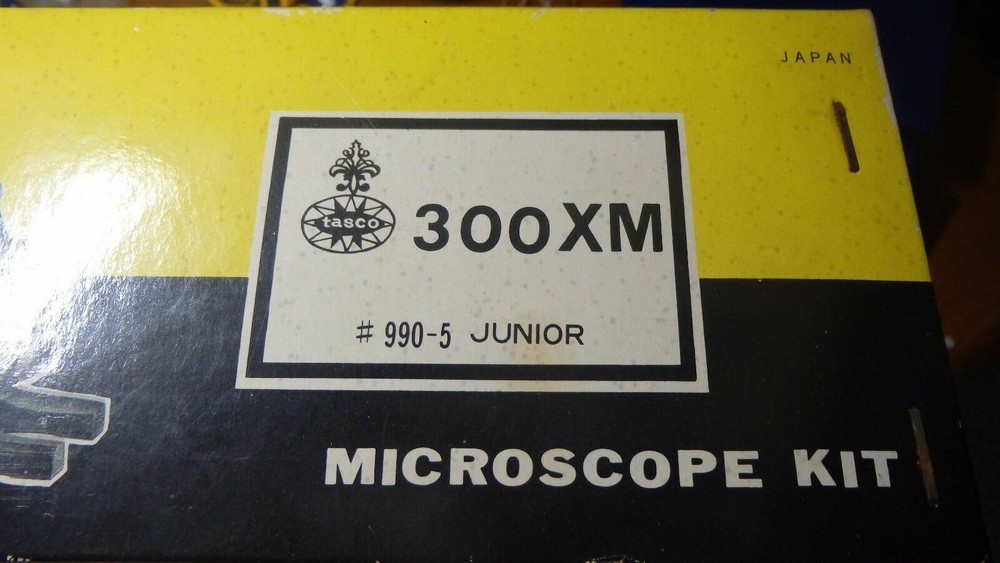 JAPAN
tasco
300XM
# 990-5 JUNIOR
MICROSCOPE KIT